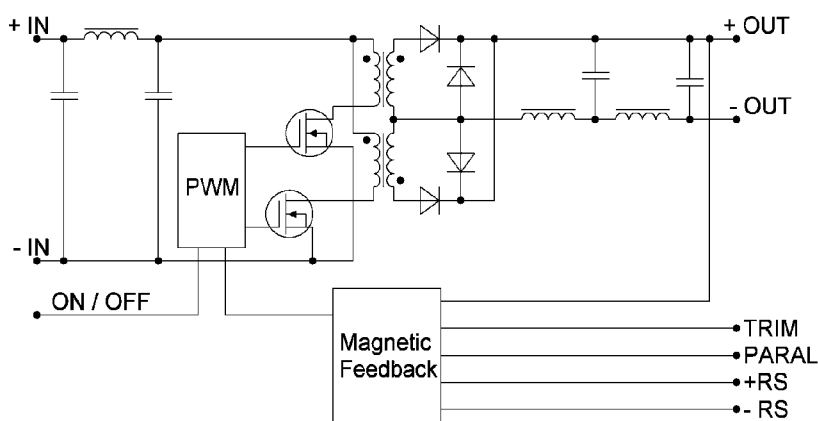 + IN
+ OUT
- OUT
PWM
- IN
ON / OFF
Magnetic
Feedback
TRIM
PARAL
+RS
- RS